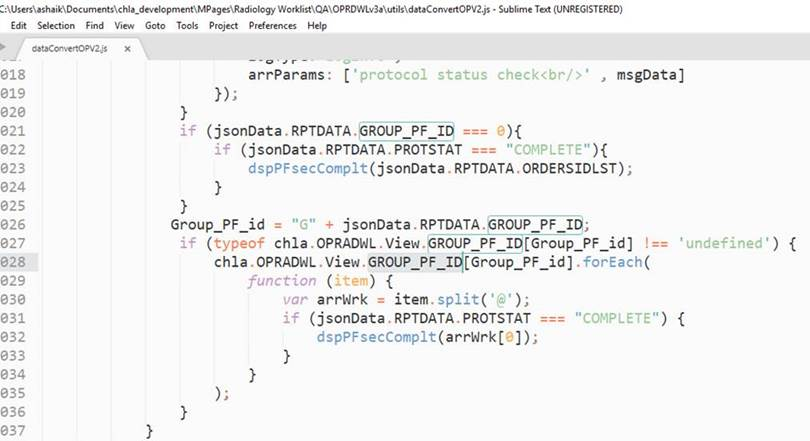 C:\Users\ashaik\Documents\chla_development\MPages\Radiology Worklist\QA\OPRDWLv3a\utils\dataConvertOPV2.js - Sublime Text (UNREGISTERED)
Edit Selection Find View Goto Tools Project Preferences Help
dataConvertOPV2.js ×
018 arrParams: ['protocol status check<br/>' , msgData]
019 });
020 }
021 if (jsonData.RPTDATA.GROUP_PF_ID === 0){
022 if (jsonData.RPTDATA.PROTSTAT === "COMPLETE"){
023 dspPFsecComplt(jsonData.RPTDATA.ORDERSIDLST);
024 }
025 }
026 Group_PF_id = "G" + jsonData.RPTDATA.GROUP_PF_ID;
027 if (typeof chla.OPRADWL.View.GROUP_PF_ID[Group_PF_id] !== 'undefined') {
028 chla.OPRADWL.View.GROUP_PF_ID[Group_PF_id].forEach(
029 function (item) {
030 var arrWrk = item.split('@');
031 if (jsonData.RPTDATA.PROTSTAT === "COMPLETE") {
032 dspPFsecComplt(arrWrk[0]);
033 }
034 }
035 );
036 }
037 }